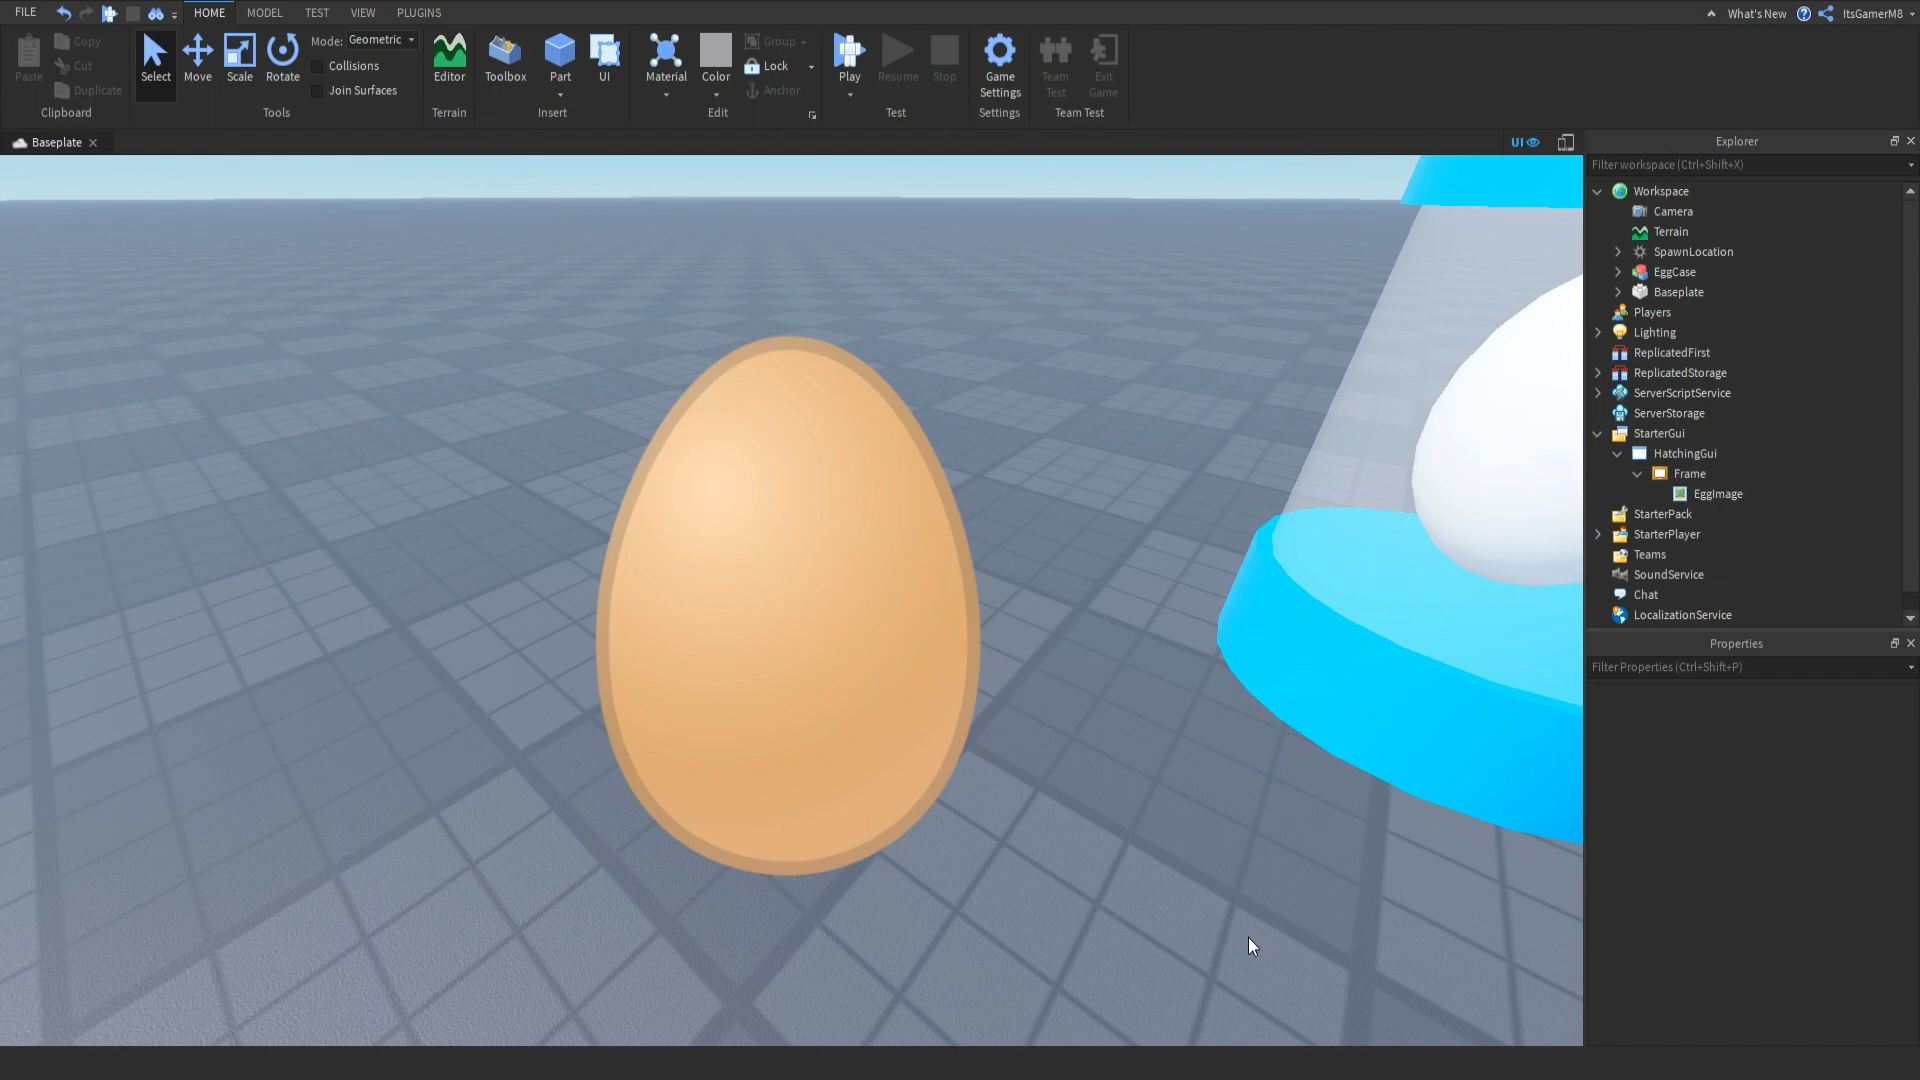 FILE HOME MODEL TEST VIEW PLUGINS What's New ItsGamerM8
Paste Copy Cut Duplicate
Clipboard
Select Move Scale Rotate Mode: Geometric
Collisions
Join Surfaces
Tools
Editor
Terrain
Toolbox Part UI
Insert
Material Color Group Lock Anchor
Edit
Play Resume Stop
Test
Game Settings
Settings
Team Test Exit Game
Team Test
Baseplate UI
Explorer
Filter workspace (Ctrl+Shift+X)
Workspace
Camera
Terrain
SpawnLocation
EggCase
Baseplate
Players
Lighting
ReplicatedFirst
ReplicatedStorage
ServerScriptService
ServerStorage
StarterGui
HatchingGui
Frame
EggImage
StarterPack
StarterPlayer
Teams
SoundService
Chat
LocalizationService
Properties
Filter Properties (Ctrl+Shift+P)